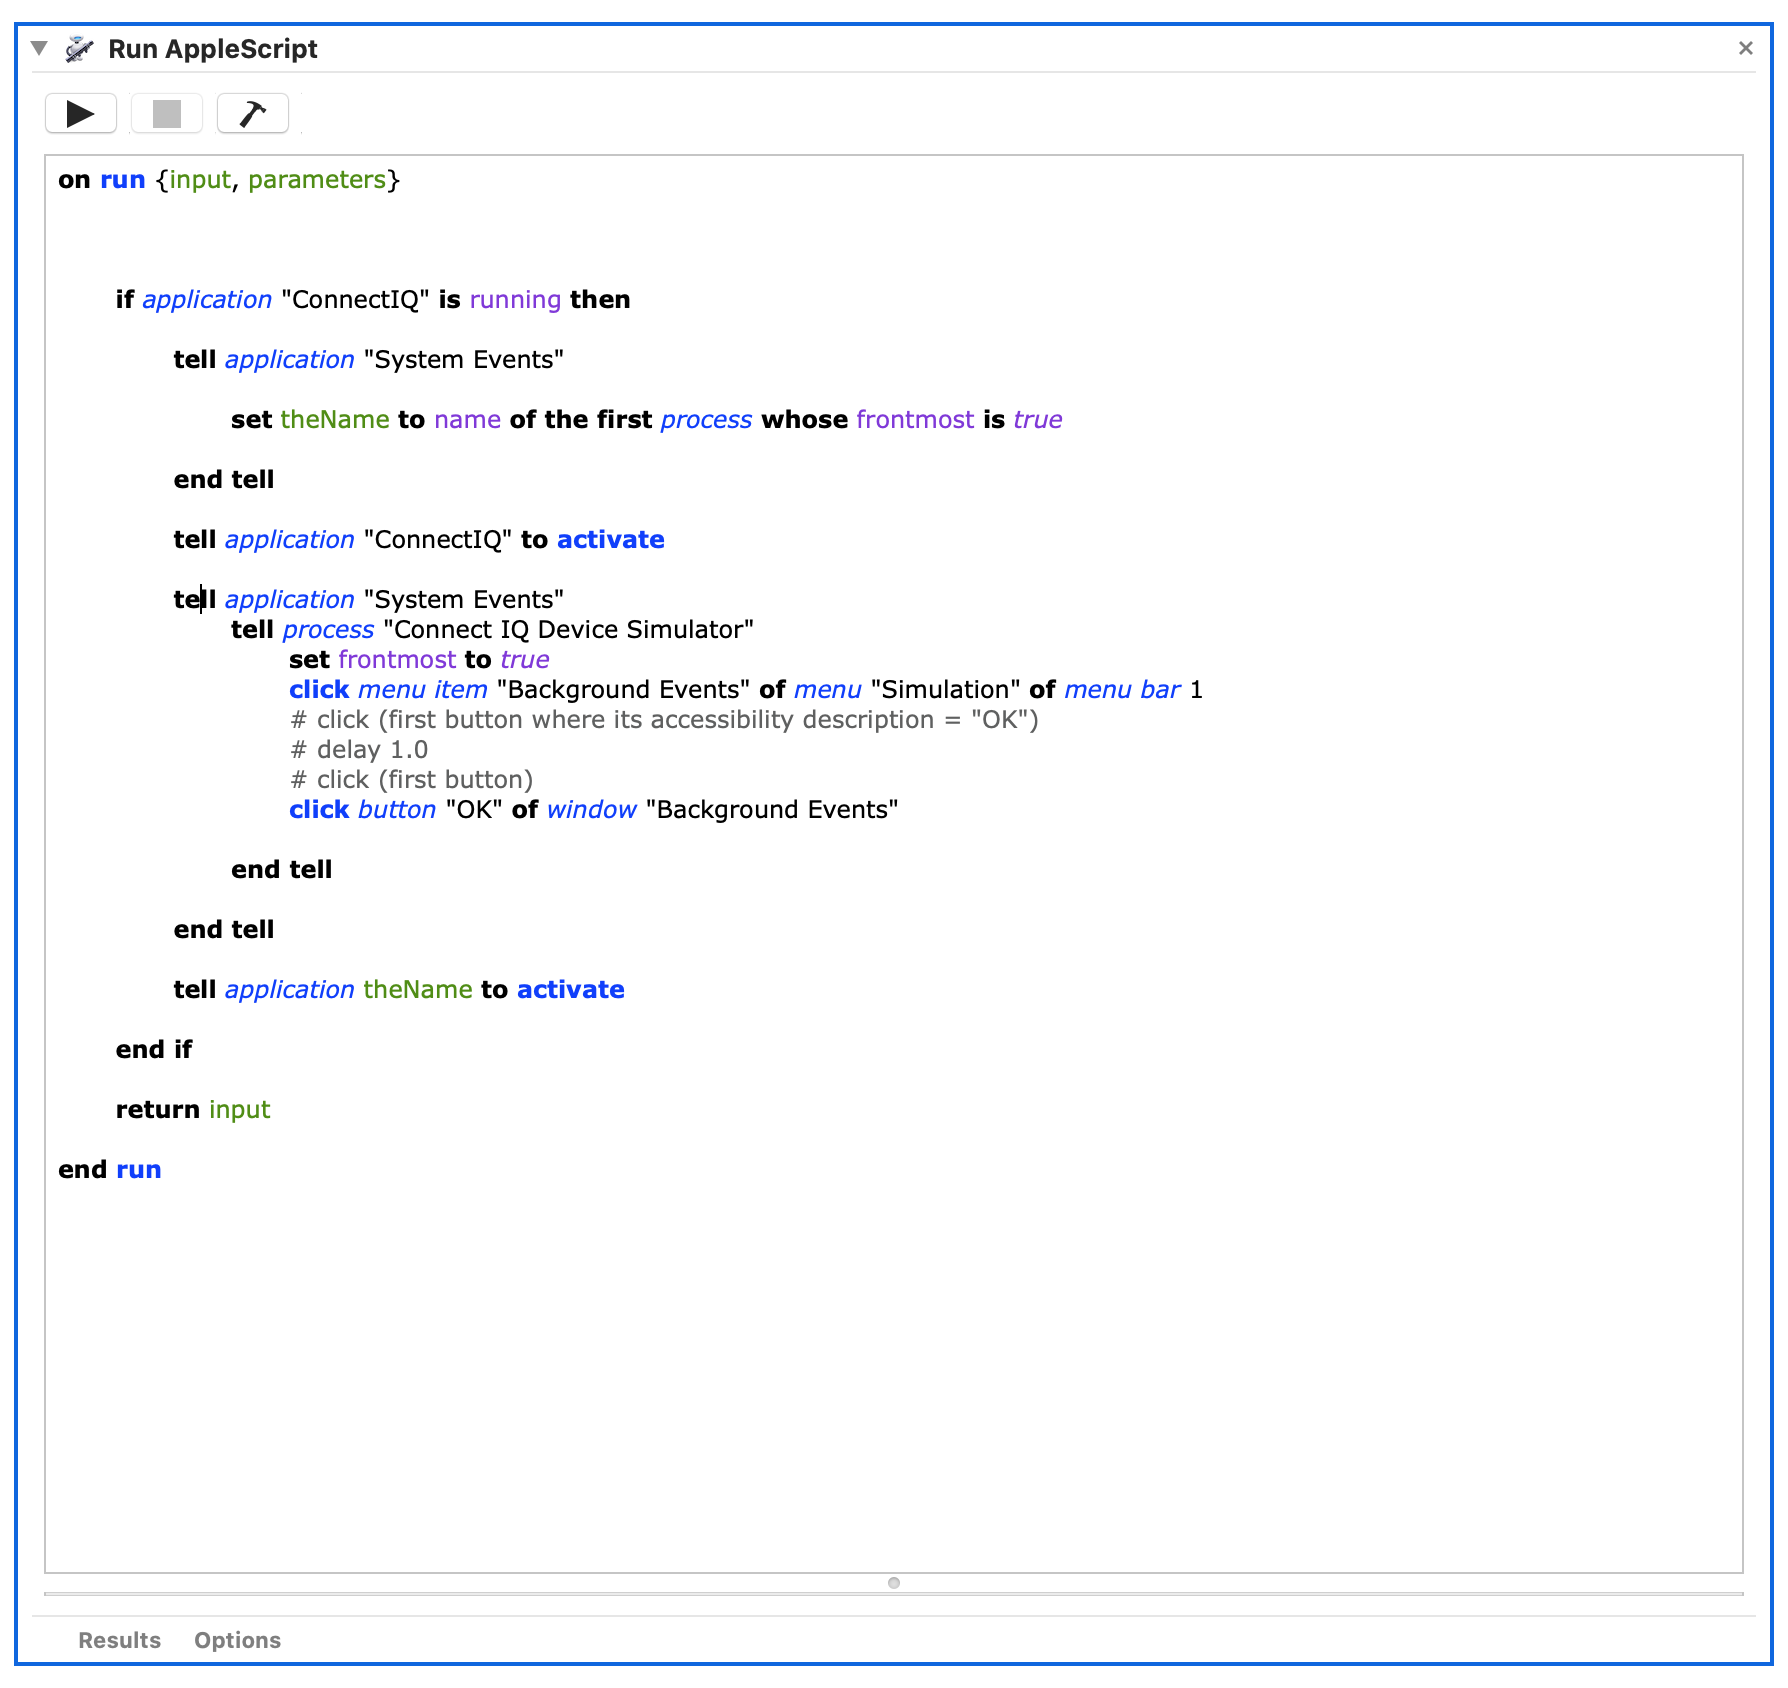 Run AppleScript
on run {input, parameters}
if application "ConnectIQ" is running then
tell application "System Events"
set theName to name of the first process whose frontmost is true
end tell
tell application "ConnectIQ" to activate
tell application "System Events"
tell process "Connect IQ Device Simulator"
set frontmost to true
click menu item "Background Events" of menu "Simulation" of menu bar 1
# click (first button where its accessibility description = "OK")
# delay 1.0
# click (first button)
click button "OK" of window "Background Events"
end tell
end tell
tell application theName to activate
end if
return input
end run
Results Options